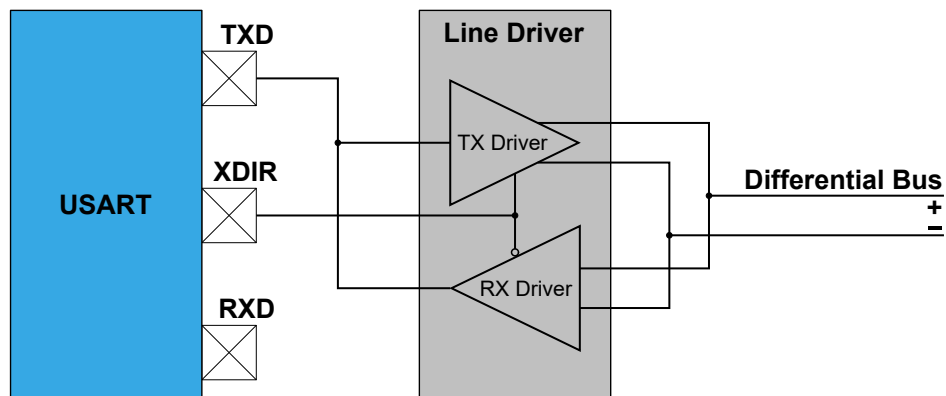 TXD
Line Driver
TX Driver
XDIR
USART
Differential Bus
+
−
RX Driver
RXD